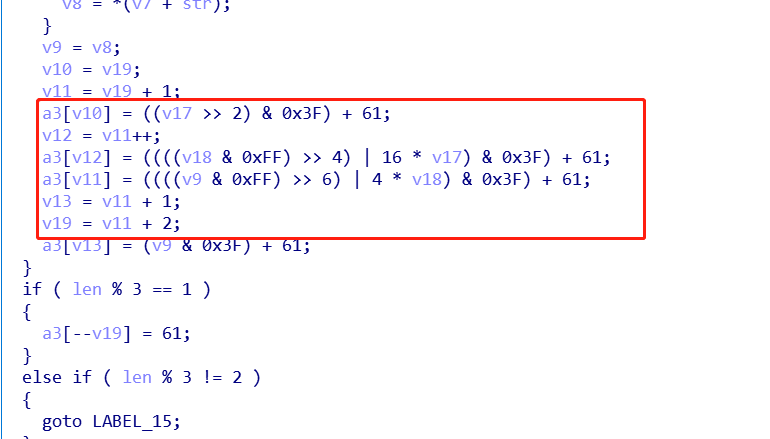 v8 = *(v7 + str);
}
v9 = v8;
v10 = v19;
v11 = v19 + 1;
a3[v10] = ((v17 >> 2) & 0x3F) + 61;
v12 = v11++;
a3[v12] = ((((v18 & 0xFF) >> 4) | 16 * v17) & 0x3F) + 61;
a3[v11] = ((((v9 & 0xFF) >> 6) | 4 * v18) & 0x3F) + 61;
v13 = v11 + 1;
v19 = v11 + 2;
a3[v13] = (v9 & 0x3F) + 61;
}
if ( len % 3 == 1 )
{
a3[--v19] = 61;
}
else if ( len % 3 != 2 )
{
goto LABEL_15;
}